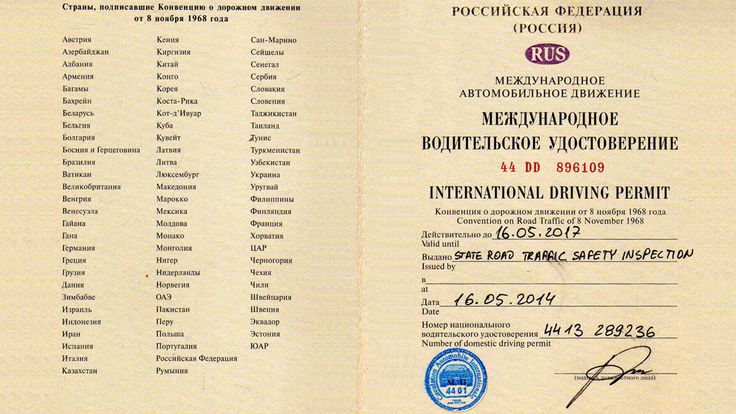 Страны, подписавшие Конвенцию о дорожном движении
от 8 ноября 1968 года
Австрия
Азербайджан
Албания
Армения
Багамы
Бахрейн
Беларусь
Бельгия
Болгария
Босния и Герцеговина
Бразилия
Ватикан
Великобритания
Венгрия
Венесуэла
Гайана
Гана
Германия
Греция
Грузия
Дания
Зимбабве
Израиль
Индонезия
Иран
Испания
Италия
Казахстан
Кения
Киргизия
Китай
Конго
Корея
Коста-Рика
Кот-д'Ивуар
Куба
Кувейт
Латвия
Литва
Люксембург
Македония
Марокко
Мексика
Молдова
Монако
Монголия
Нигер
Нидерланды
Норвегия
ОАЭ
Пакистан
Перу
Польша
Португалия
Российская Федерация
Румыния
Сан-Марино
Сейшелы
Сенегал
Сербия
Словакия
Словения
Таджикистан
Таиланд
Тунис
Туркменистан
Узбекистан
Украина
Уругвай
Филиппины
Финляндия
Франция
Хорватия
ЦАР
Черногория
Чехия
Чили
Швейцария
Швеция
Эквадор
Эстония
ЮАР
РОССИЙСКАЯ ФЕДЕРАЦИЯ
(РОССИЯ)
RUS
МЕЖДУНАРОДНОЕ
АВТОМОБИЛЬНОЕ ДВИЖЕНИЕ
МЕЖДУНАРОДНОЕ
ВОДИТЕЛЬСКОЕ УДОСТОВЕРЕНИЕ
44 DD 896109
INTERNATIONAL DRIVING PERMIT
Конвенция о дорожном движении от 8 ноября 1968 года
Convention on Road Traffic of 8 November 1968
Действительно до 16.05.2017
Valid until
Выдано STATE ROAD TRAFFIC SAFETY INSPECTION
Issued by
в
at
Дата 16.05.2014
Date
Номер национального
водительского удостоверения 4413 289236
Number of domestic driving permit
М.П.
4401
(подпись должностного лица)